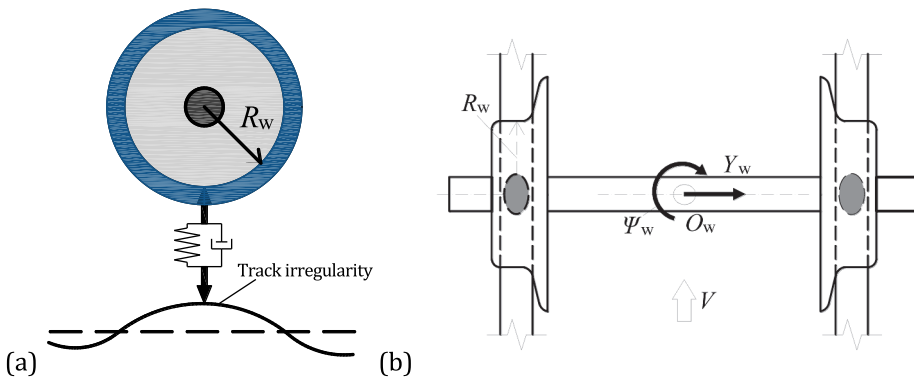 R_w
Track irregularity
(a)
R_w
Y_w
Ψ_w
O_w
V
(b)